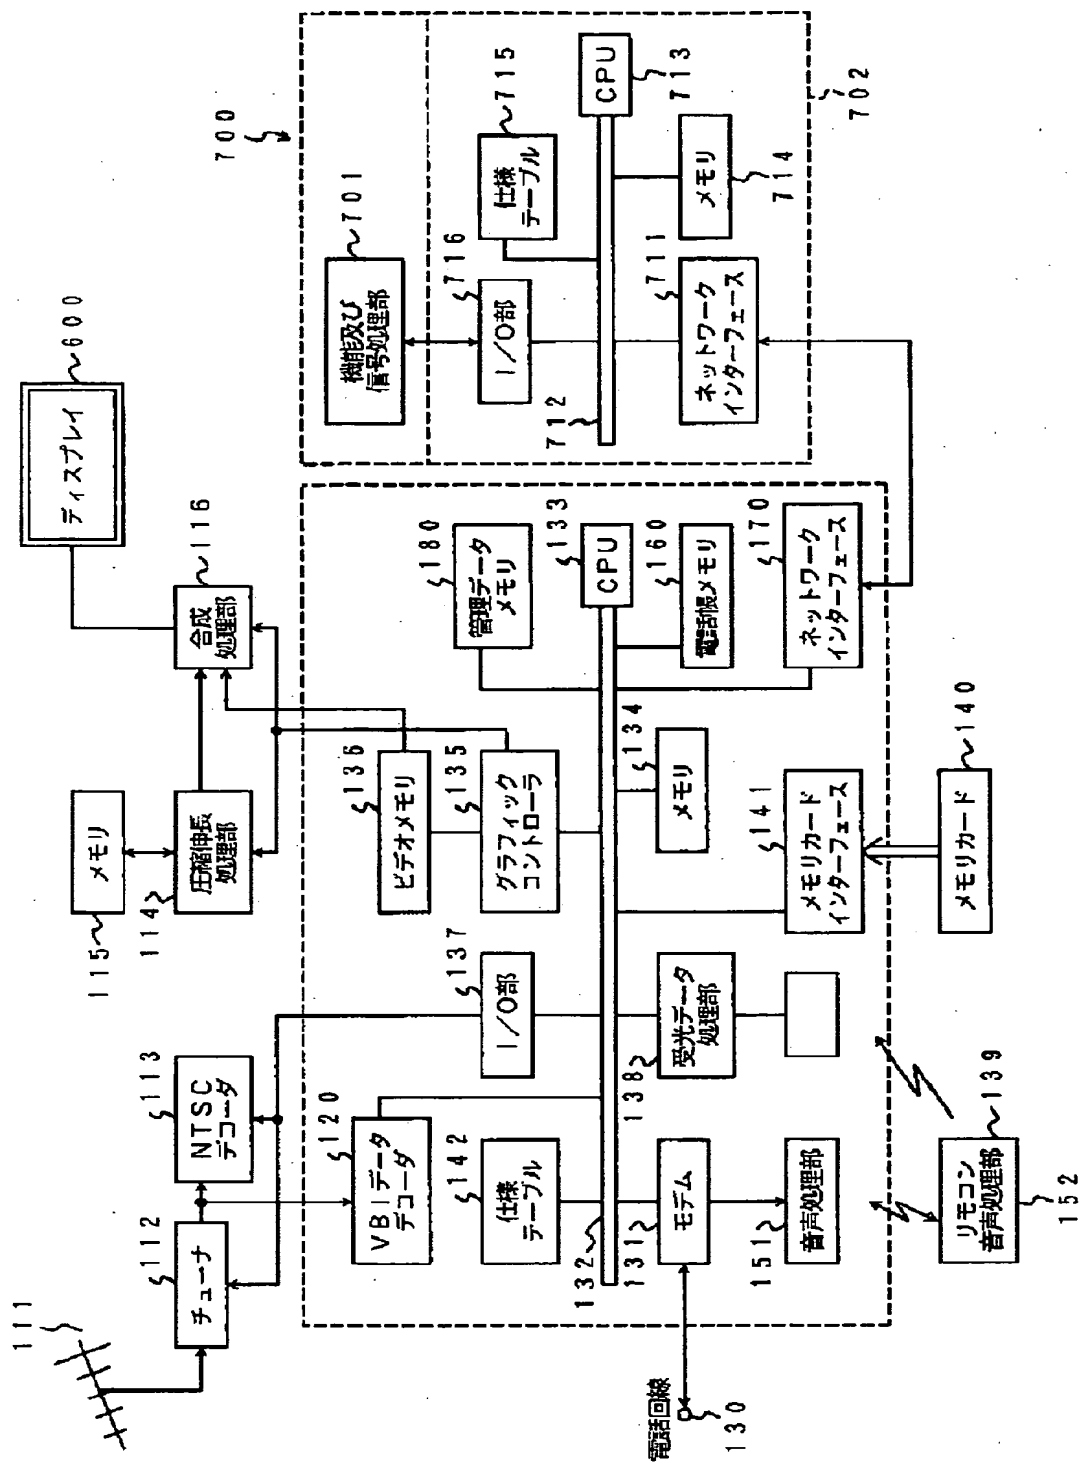 111
チューナ
112
NTSC
デコーダ
113
115
メモリ
114
圧縮伸長
処理部
合成
処理部
116
ディスプレイ
600
VBIデータ
デコーダ
120
仕様
テーブル
142
I/O部
137
ビデオメモリ
136
グラフィック
コントローラ
135
管理データ
メモリ
180
CPU
133
132
131
モデム
151
音声処理部
138
受光データ
処理部
メモリ
134
電話帳メモリ
160
メモリカード
インターフェース
141
ネットワーク
インターフェース
170
電話回線
130
リモコン
音声処理部
139
152
メモリカード
140
700
機能及び
信号処理部
701
I/O部
716
仕様
テーブル
715
712
CPU
713
ネットワーク
インターフェース
711
メモリ
714
702